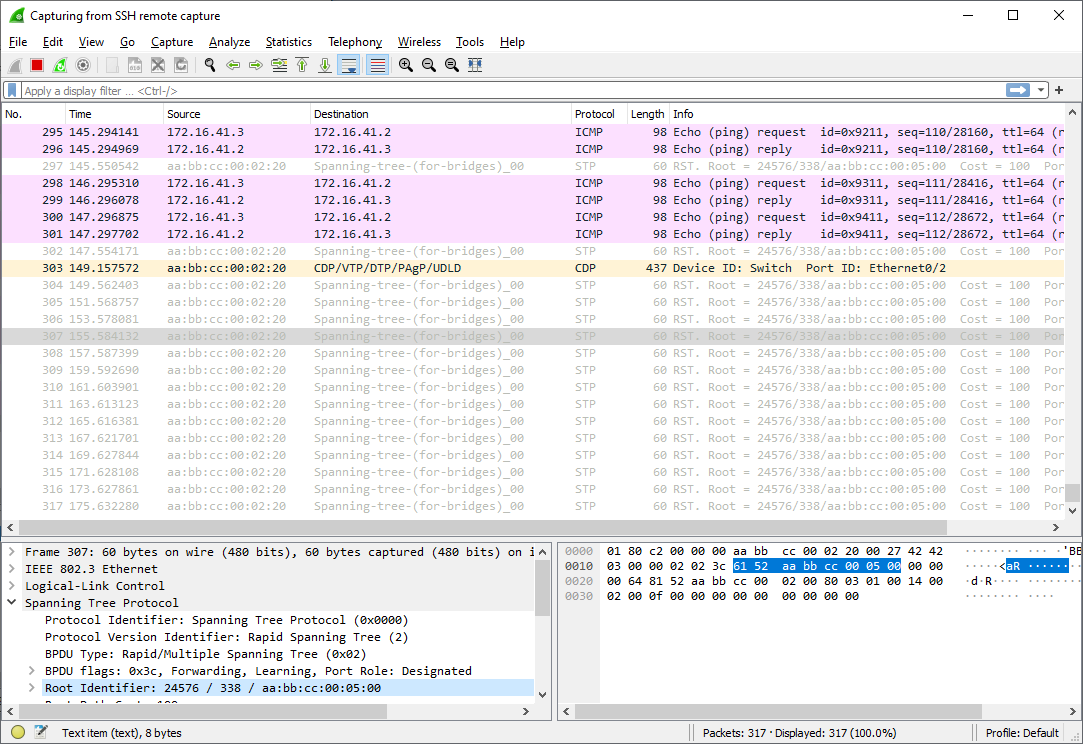 Capturing from SSH remote capture
File Edit View Go Capture Analyze Statistics Telephony Wireless Tools Help
Apply a display filter ... <Ctrl-/>
No. Time Source Destination Protocol Length Info
295 145.294141 172.16.41.3 172.16.41.2 ICMP 98 Echo (ping) request id=0x9211, seq=110/28160, ttl=64 (r
296 145.294969 172.16.41.2 172.16.41.3 ICMP 98 Echo (ping) reply id=0x9211, seq=110/28160, ttl=64 (r
297 145.550542 aa:bb:cc:00:02:20 Spanning-tree-(for-bridges)_00 STP 60 RST. Root = 24576/338/aa:bb:cc:00:05:00 Cost = 100 Por
298 146.295310 172.16.41.3 172.16.41.2 ICMP 98 Echo (ping) request id=0x9311, seq=111/28416, ttl=64 (r
299 146.296078 172.16.41.2 172.16.41.3 ICMP 98 Echo (ping) reply id=0x9311, seq=111/28416, ttl=64 (r
300 147.296875 172.16.41.3 172.16.41.2 ICMP 98 Echo (ping) request id=0x9411, seq=112/28672, ttl=64 (r
301 147.297702 172.16.41.2 172.16.41.3 ICMP 98 Echo (ping) reply id=0x9411, seq=112/28672, ttl=64 (r
302 147.554171 aa:bb:cc:00:02:20 Spanning-tree-(for-bridges)_00 STP 60 RST. Root = 24576/338/aa:bb:cc:00:05:00 Cost = 100 Por
303 149.157572 aa:bb:cc:00:02:20 CDP/VTP/DTP/PAgP/UDLD CDP 437 Device ID: Switch Port ID: Ethernet0/2
304 149.562403 aa:bb:cc:00:02:20 Spanning-tree-(for-bridges)_00 STP 60 RST. Root = 24576/338/aa:bb:cc:00:05:00 Cost = 100 Por
305 151.568757 aa:bb:cc:00:02:20 Spanning-tree-(for-bridges)_00 STP 60 RST. Root = 24576/338/aa:bb:cc:00:05:00 Cost = 100 Por
306 153.578081 aa:bb:cc:00:02:20 Spanning-tree-(for-bridges)_00 STP 60 RST. Root = 24576/338/aa:bb:cc:00:05:00 Cost = 100 Por
307 155.584132 aa:bb:cc:00:02:20 Spanning-tree-(for-bridges)_00 STP 60 RST. Root = 24576/338/aa:bb:cc:00:05:00 Cost = 100 Por
308 157.587399 aa:bb:cc:00:02:20 Spanning-tree-(for-bridges)_00 STP 60 RST. Root = 24576/338/aa:bb:cc:00:05:00 Cost = 100 Por
309 159.592690 aa:bb:cc:00:02:20 Spanning-tree-(for-bridges)_00 STP 60 RST. Root = 24576/338/aa:bb:cc:00:05:00 Cost = 100 Por
310 161.603901 aa:bb:cc:00:02:20 Spanning-tree-(for-bridges)_00 STP 60 RST. Root = 24576/338/aa:bb:cc:00:05:00 Cost = 100 Por
311 163.613123 aa:bb:cc:00:02:20 Spanning-tree-(for-bridges)_00 STP 60 RST. Root = 24576/338/aa:bb:cc:00:05:00 Cost = 100 Por
312 165.616381 aa:bb:cc:00:02:20 Spanning-tree-(for-bridges)_00 STP 60 RST. Root = 24576/338/aa:bb:cc:00:05:00 Cost = 100 Por
313 167.621701 aa:bb:cc:00:02:20 Spanning-tree-(for-bridges)_00 STP 60 RST. Root = 24576/338/aa:bb:cc:00:05:00 Cost = 100 Por
314 169.627844 aa:bb:cc:00:02:20 Spanning-tree-(for-bridges)_00 STP 60 RST. Root = 24576/338/aa:bb:cc:00:05:00 Cost = 100 Por
315 171.628108 aa:bb:cc:00:02:20 Spanning-tree-(for-bridges)_00 STP 60 RST. Root = 24576/338/aa:bb:cc:00:05:00 Cost = 100 Por
316 173.627861 aa:bb:cc:00:02:20 Spanning-tree-(for-bridges)_00 STP 60 RST. Root = 24576/338/aa:bb:cc:00:05:00 Cost = 100 Por
317 175.632280 aa:bb:cc:00:02:20 Spanning-tree-(for-bridges)_00 STP 60 RST. Root = 24576/338/aa:bb:cc:00:05:00 Cost = 100 Por
Frame 307: 60 bytes on wire (480 bits), 60 bytes captured (480 bits) on i
IEEE 802.3 Ethernet
Logical-Link Control
Spanning Tree Protocol
Protocol Identifier: Spanning Tree Protocol (0x0000)
Protocol Version Identifier: Rapid Spanning Tree (2)
BPDU Type: Rapid/Multiple Spanning Tree (0x02)
BPDU flags: 0x3c, Forwarding, Learning, Port Role: Designated
Root Identifier: 24576 / 338 / aa:bb:cc:00:05:00
0000 01 80 c2 00 00 00 aa bb cc 00 02 20 00 27 42 42 ········ ··· ·'BB
0010 03 00 00 02 02 3c 61 52 aa bb cc 00 05 00 00 00 ·····<aR ········
0020 00 64 81 52 aa bb cc 00 02 00 80 03 01 00 14 00 ·d·R···· ········
0030 02 00 0f 00 00 00 00 00 00 00 00 00 ········ ····
Text item (text), 8 bytes
Packets: 317 · Displayed: 317 (100.0%)
Profile: Default